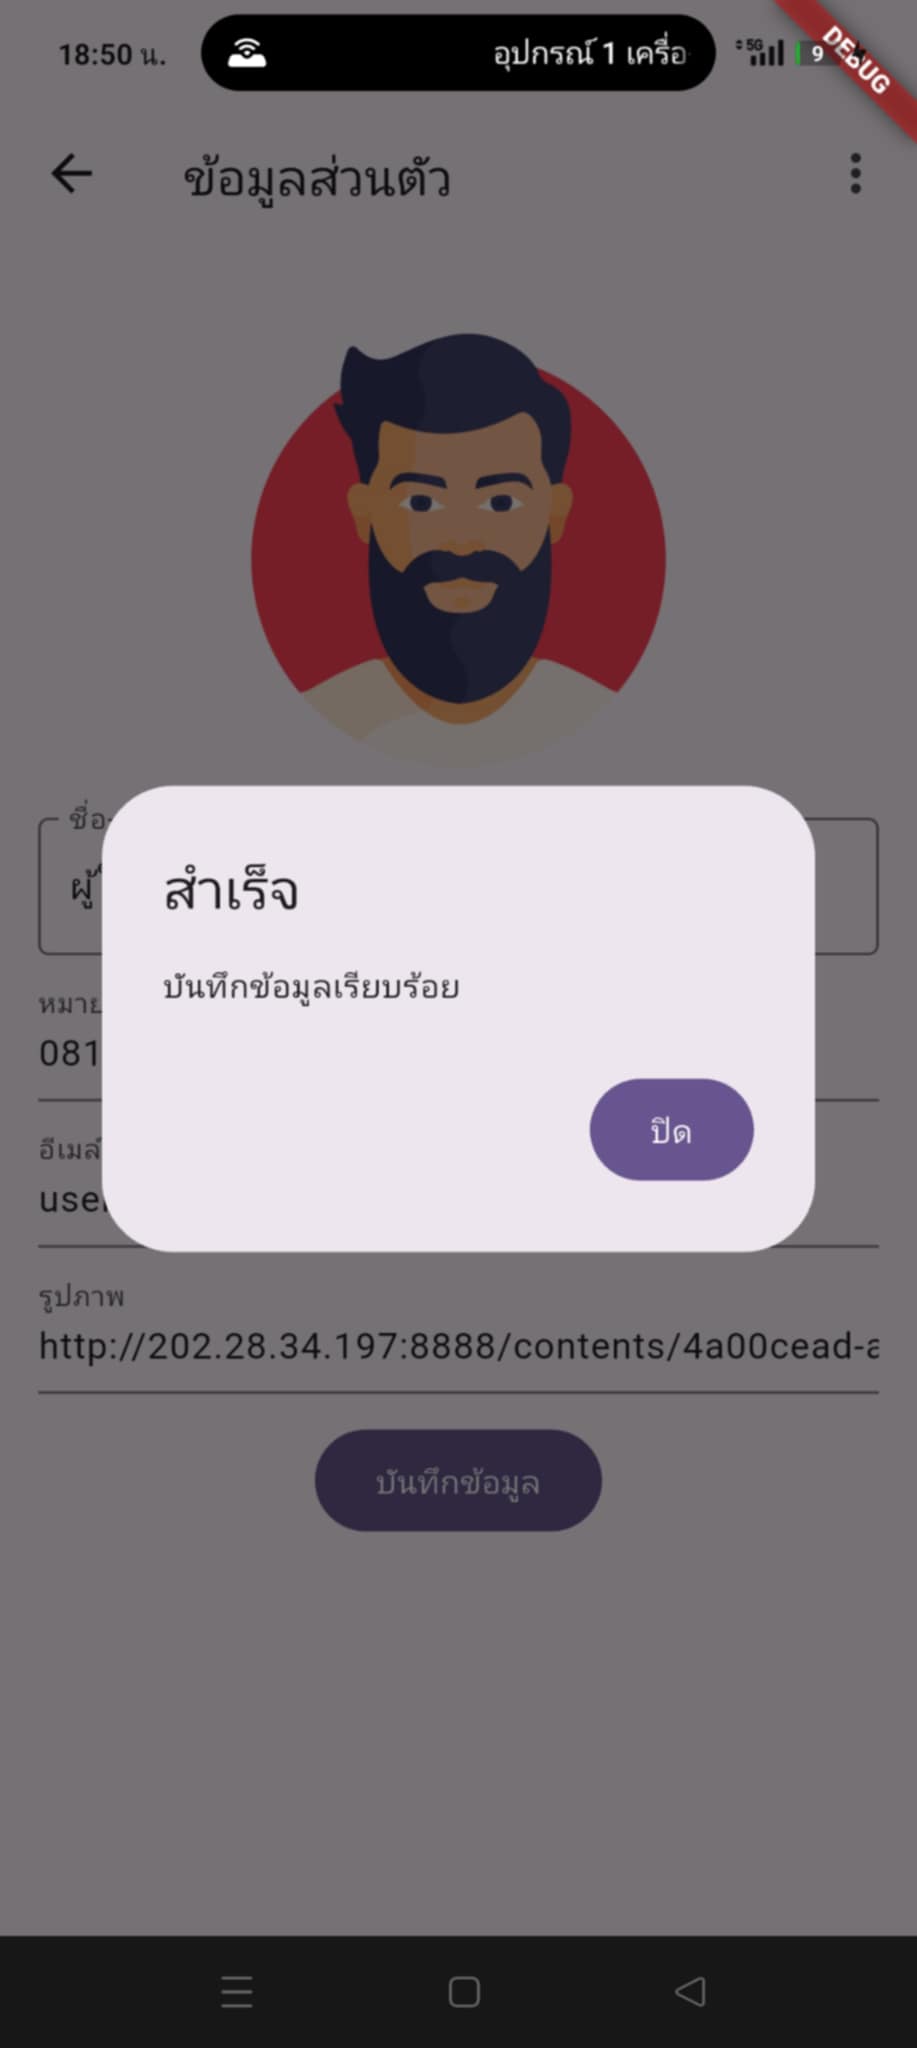 18:50 น.
อุปกรณ์ 1 เครื่อ
5G
9
DEBUG
ข้อมูลส่วนตัว
ชื่อ
สำเร็จ
บันทึกข้อมูลเรียบร้อย
หมาย
081
อีเมล์
use
ปิด
รูปภาพ
http://202.28.34.197:8888/contents/4a00cead-a
บันทึกข้อมูล